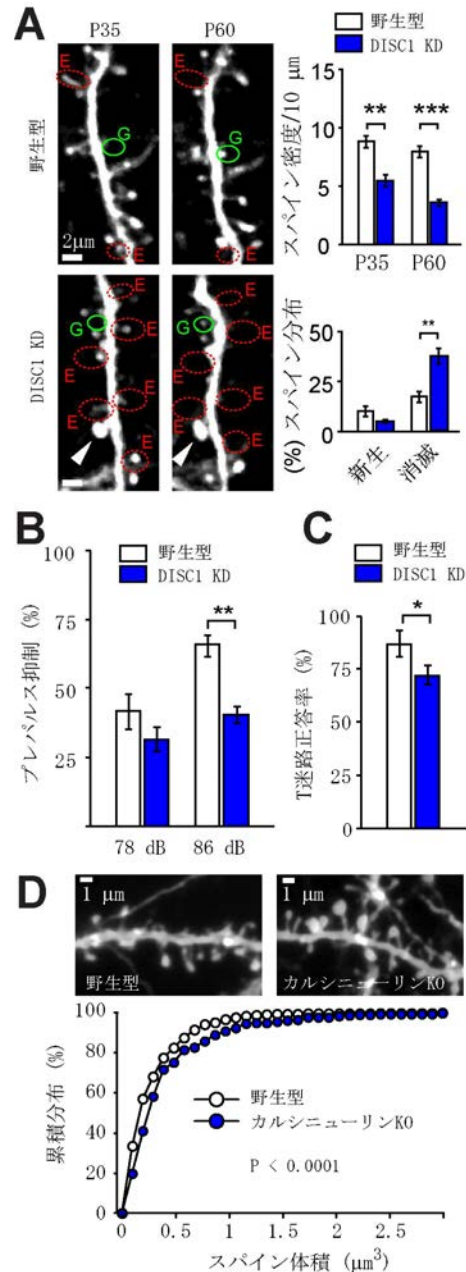 A
P35
P60
野生型
DISC1 KD
E
E
G
G
E
E
2μm
野生型
DISC1 KD
E
E
G
G
E
E
E
E
E
E
E
E
野生型
DISC1 KD
スパイン密度/10 μm
15
10
5
0
**
***
P35
P60
スパイン分布
(%)
50
25
0
**
新生
消滅
B
野生型
DISC1 KD
プレパルス抑制 (%)
100
75
50
25
**
78 dB
86 dB
C
野生型
DISC1 KD
T迷路正答率 (%)
100
75
50
25
0
*
D
1 μm
1 μm
野生型
カルシニューリンKO
累積分布 (%)
100
80
60
40
20
0
野生型
カルシニューリンKO
P < 0.0001
0 0.5 1 1.5 2 2.5
スパイン体積 (μm³)